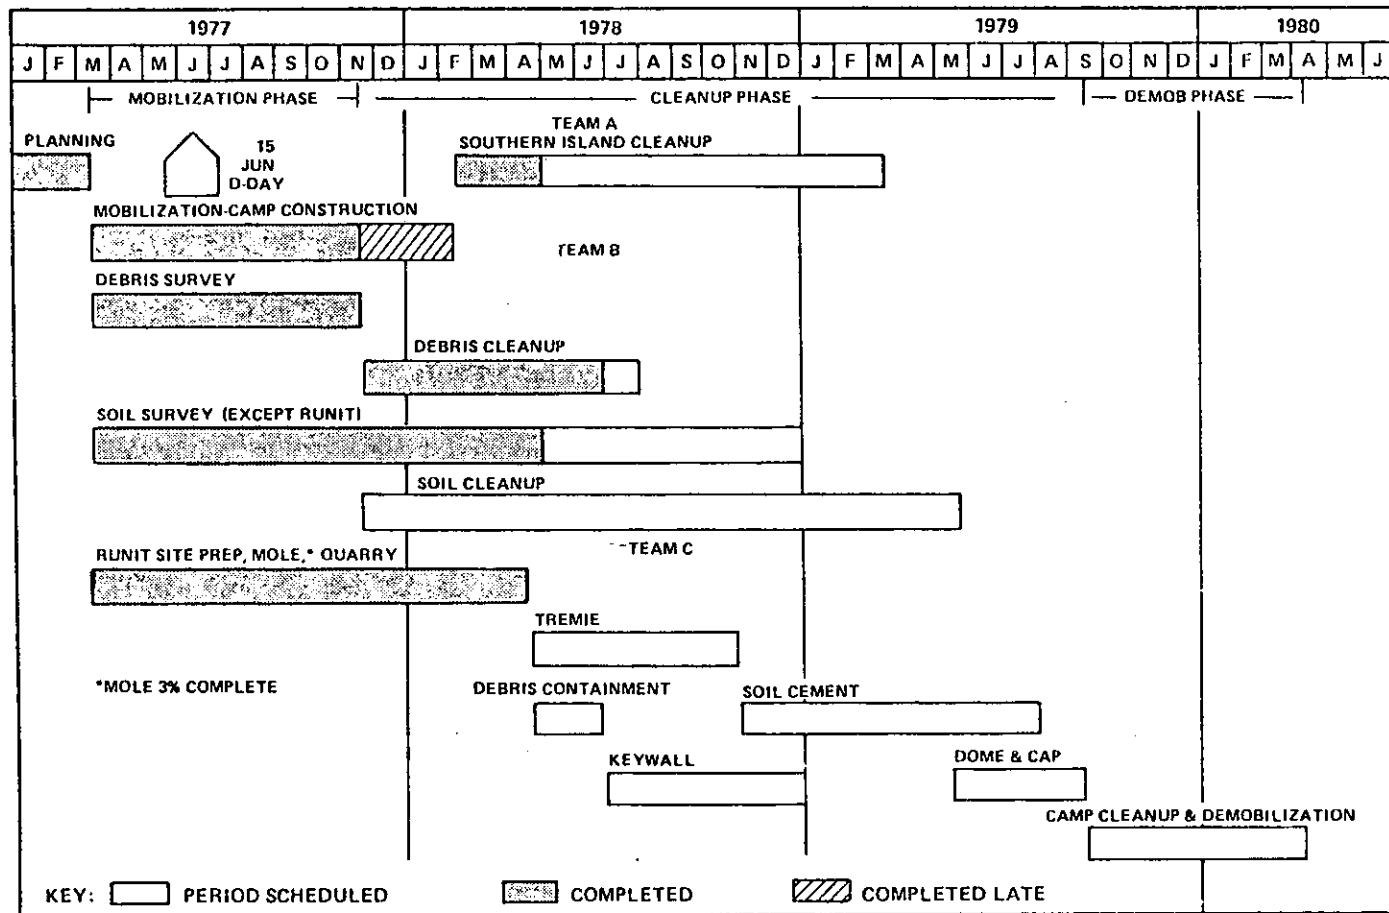 1977 1978 1979 1980
J F M A M J J A S O N D J F M A M J J A S O N D J F M A M J J A S O N D J F M A M J
MOBILIZATION PHASE CLEANUP PHASE DEMOB PHASE
TEAM A
PLANNING 15 SOUTHERN ISLAND CLEANUP
JUN
D-DAY
MOBILIZATION-CAMP CONSTRUCTION
TEAM B
DEBRIS SURVEY
DEBRIS CLEANUP
SOIL SURVEY (EXCEPT RUNIT)
SOIL CLEANUP
RUNIT SITE PREP, MOLE,* QUARRY TEAM C
TREMIE
*MOLE 3% COMPLETE DEBRIS CONTAINMENT SOIL CEMENT
KEYWALL DOME & CAP
CAMP CLEANUP & DEMOBILIZATION
KEY: PERIOD SCHEDULED COMPLETED COMPLETED LATE